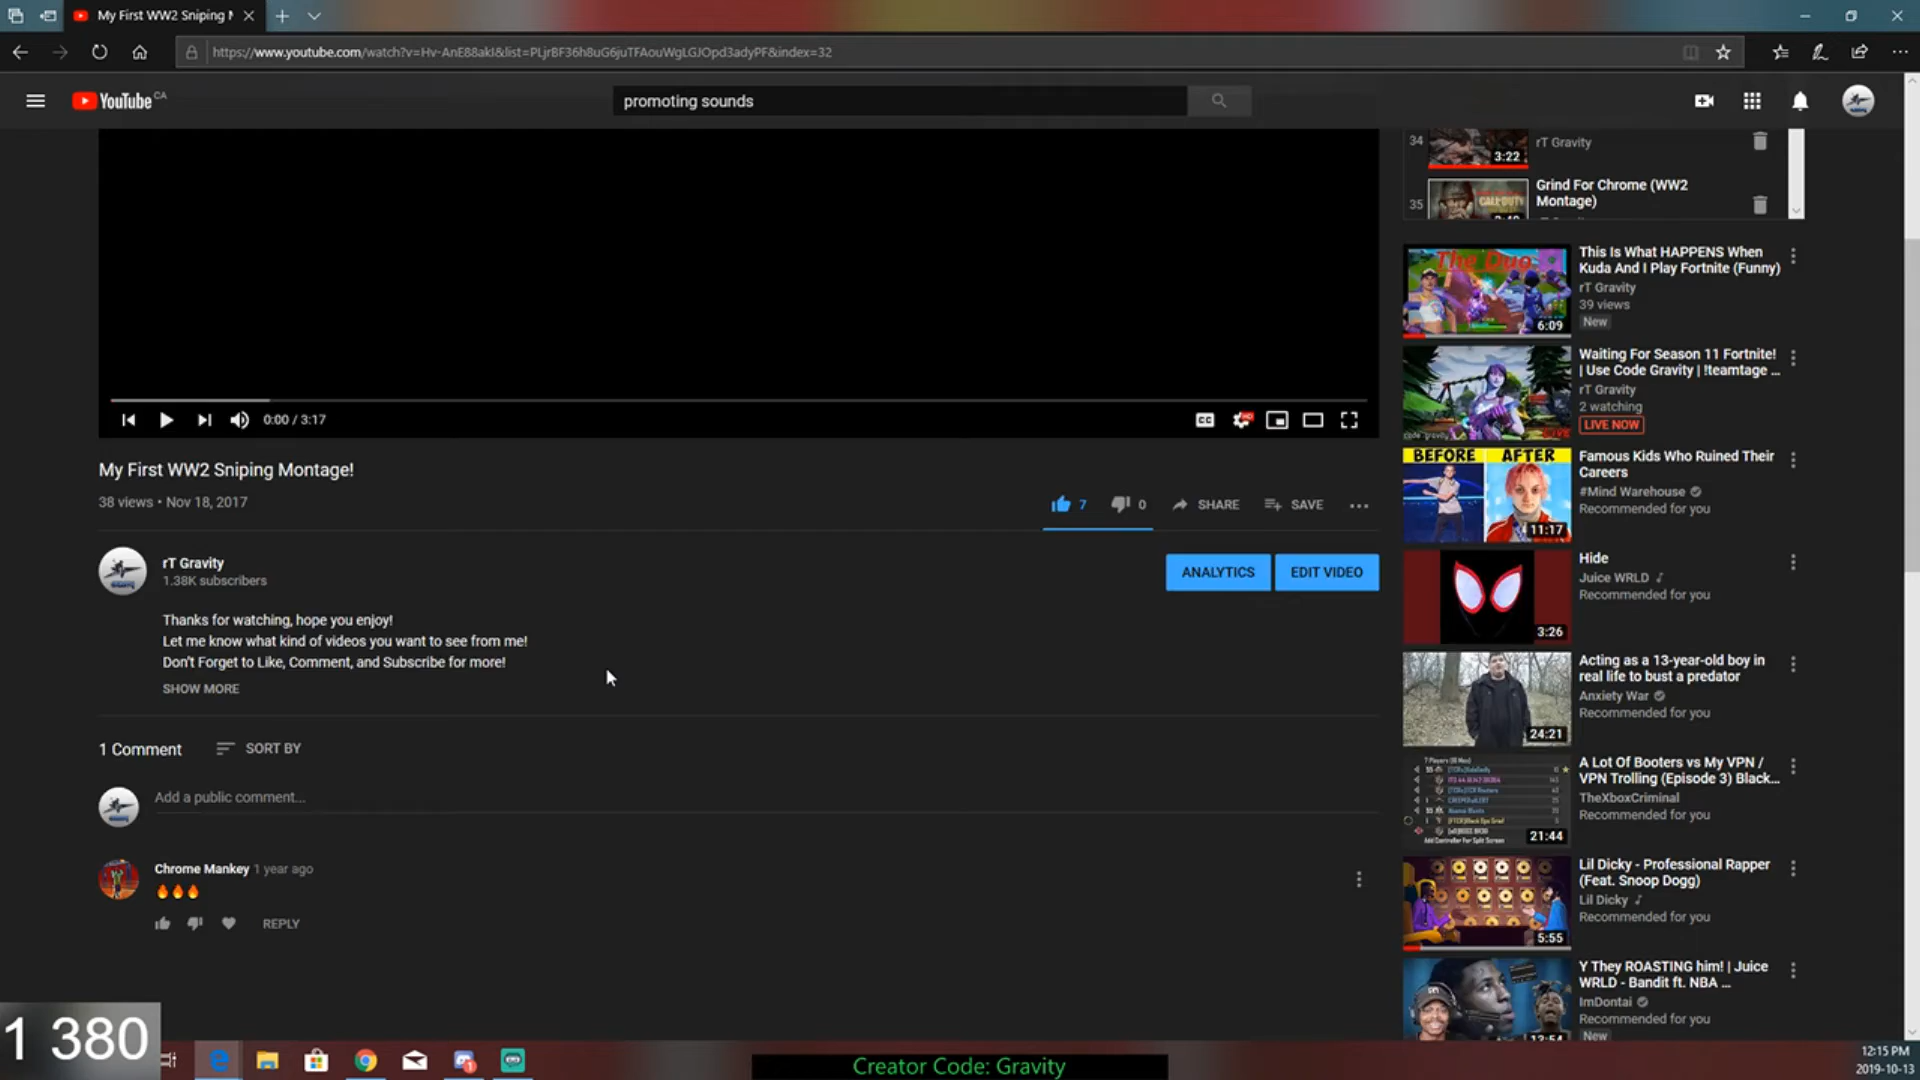 My First WW2 Sniping M
https://www.youtube.com/watch?v=Hv-AnE88akI&list=PLjrBF36h8uG6juTFAouWgLGJOpd3adyPF&index=32
YouTube CA
promoting sounds
34
3:22
rT Gravity
35
Grind For Chrome (WW2
Montage)
CALL DUTY
The Duo
6:09
This Is What HAPPENS When
Kuda And I Play Fortnite (Funny)
rT Gravity
39 views
New
Waiting For Season 11 Fortnite!
| Use Code Gravity | !teamtage ...
rT Gravity
2 watching
LIVE NOW
0:00 / 3:17
CC
HD
My First WW2 Sniping Montage!
38 views • Nov 18, 2017
7
0
SHARE
SAVE
BEFORE AFTER
11:17
Famous Kids Who Ruined Their
Careers
#Mind Warehouse
Recommended for you
rT Gravity
1.38K subscribers
ANALYTICS
EDIT VIDEO
Thanks for watching, hope you enjoy!
Let me know what kind of videos you want to see from me!
Don't Forget to Like, Comment, and Subscribe for more!
SHOW MORE
3:26
Hide
Juice WRLD
Recommended for you
24:21
Acting as a 13-year-old boy in
real life to bust a predator
Anxiety War
Recommended for you
1 Comment
SORT BY
Add a public comment...
21:44
A Lot Of Booters vs My VPN /
VPN Trolling (Episode 3) Black...
TheXboxCriminal
Recommended for you
Chrome Mankey 1 year ago
🔥🔥🔥
REPLY
5:55
Lil Dicky - Professional Rapper
(Feat. Snoop Dogg)
Lil Dicky
Recommended for you
Y They ROASTING him! | Juice
WRLD - Bandit ft. NBA ...
ImDontai
Recommended for you
New
1 380
Creator Code: Gravity
12:15 PM
2019-10-13